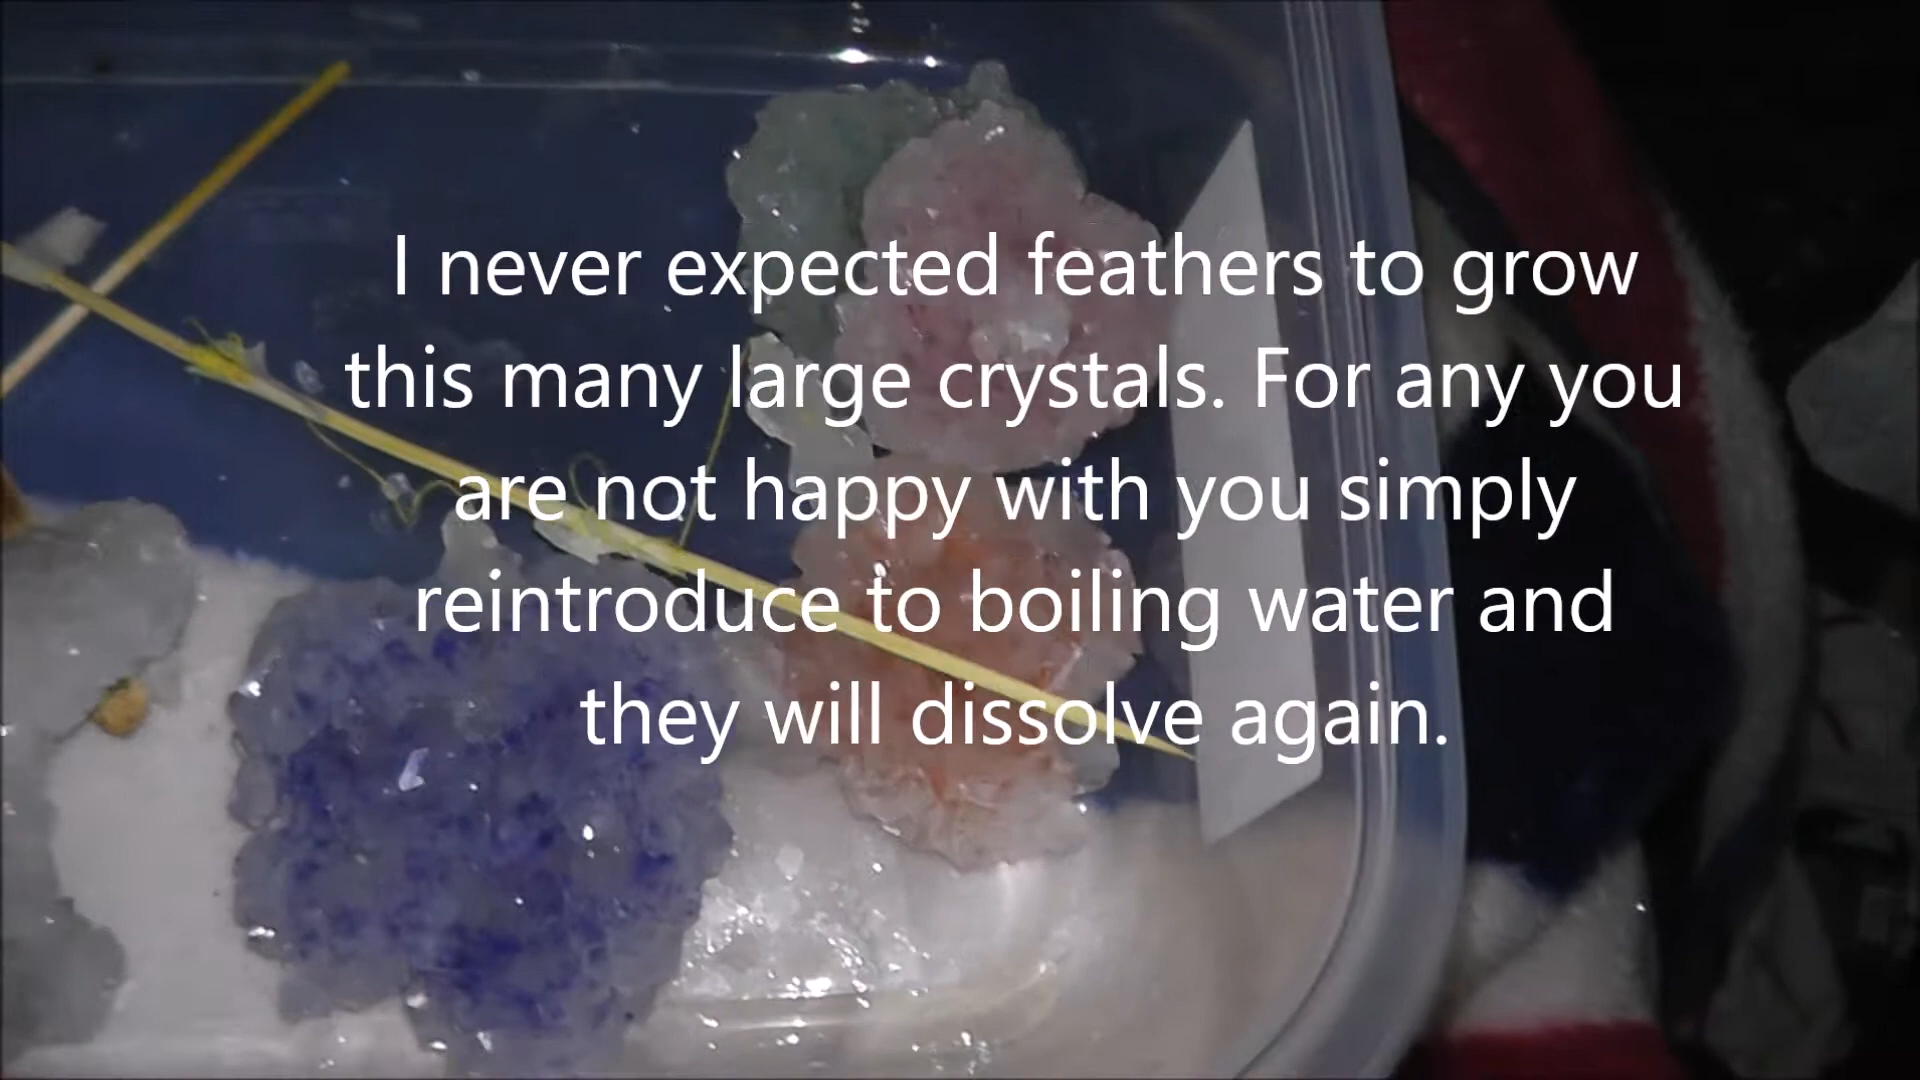 I never expected feathers to grow
this many large crystals. For any you
are not happy with you simply
reintroduce to boiling water and
they will dissolve again.